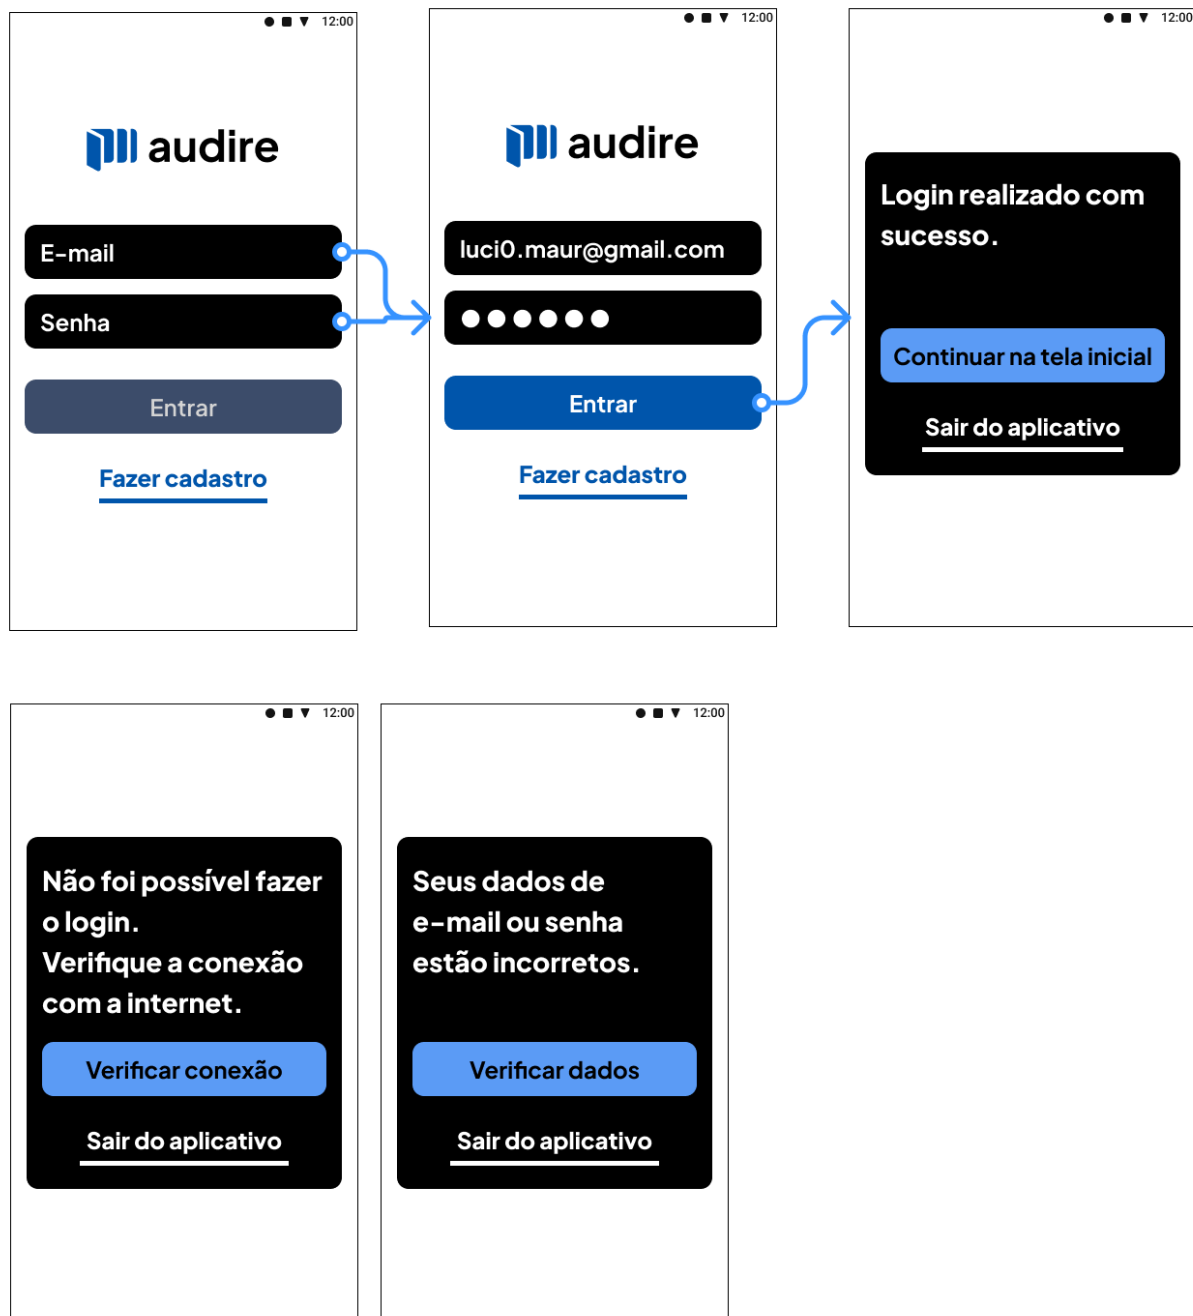 12:00
audire
E-mail
Senha
Entrar
Fazer cadastro
12:00
audire
luci0.maur@gmail.com
Entrar
Fazer cadastro
12:00
Login realizado com
sucesso.
Continuar na tela inicial
Sair do aplicativo
12:00
Não foi possível fazer
o login.
Verifique a conexão
com a internet.
Verificar conexão
Sair do aplicativo
12:00
Seus dados de
e-mail ou senha
estão incorretos.
Verificar dados
Sair do aplicativo